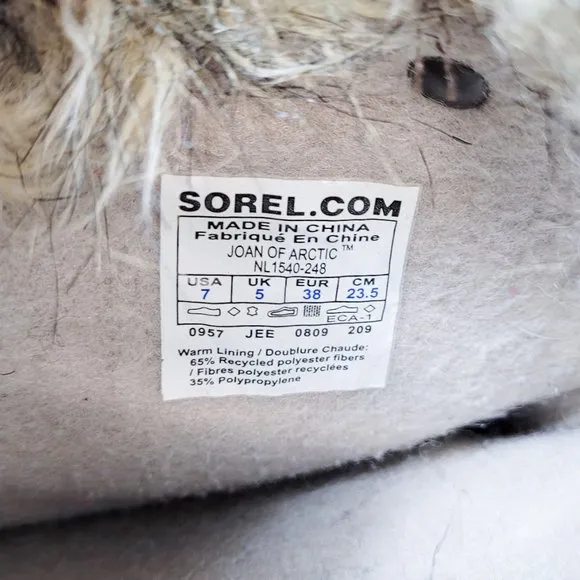 SOREL.COM
MADE IN CHINA
Fabriqué En Chine
JOAN OF ARCTIC™
NL1540-248
USA UK EUR CM
7 5 38 23.5
ECA-1
0957 JEE 0809 209
Warm Lining / Doublure Chaude:
65% Recycled polyester fibers
/ Fibres polyester recyclées
35% Polypropylene